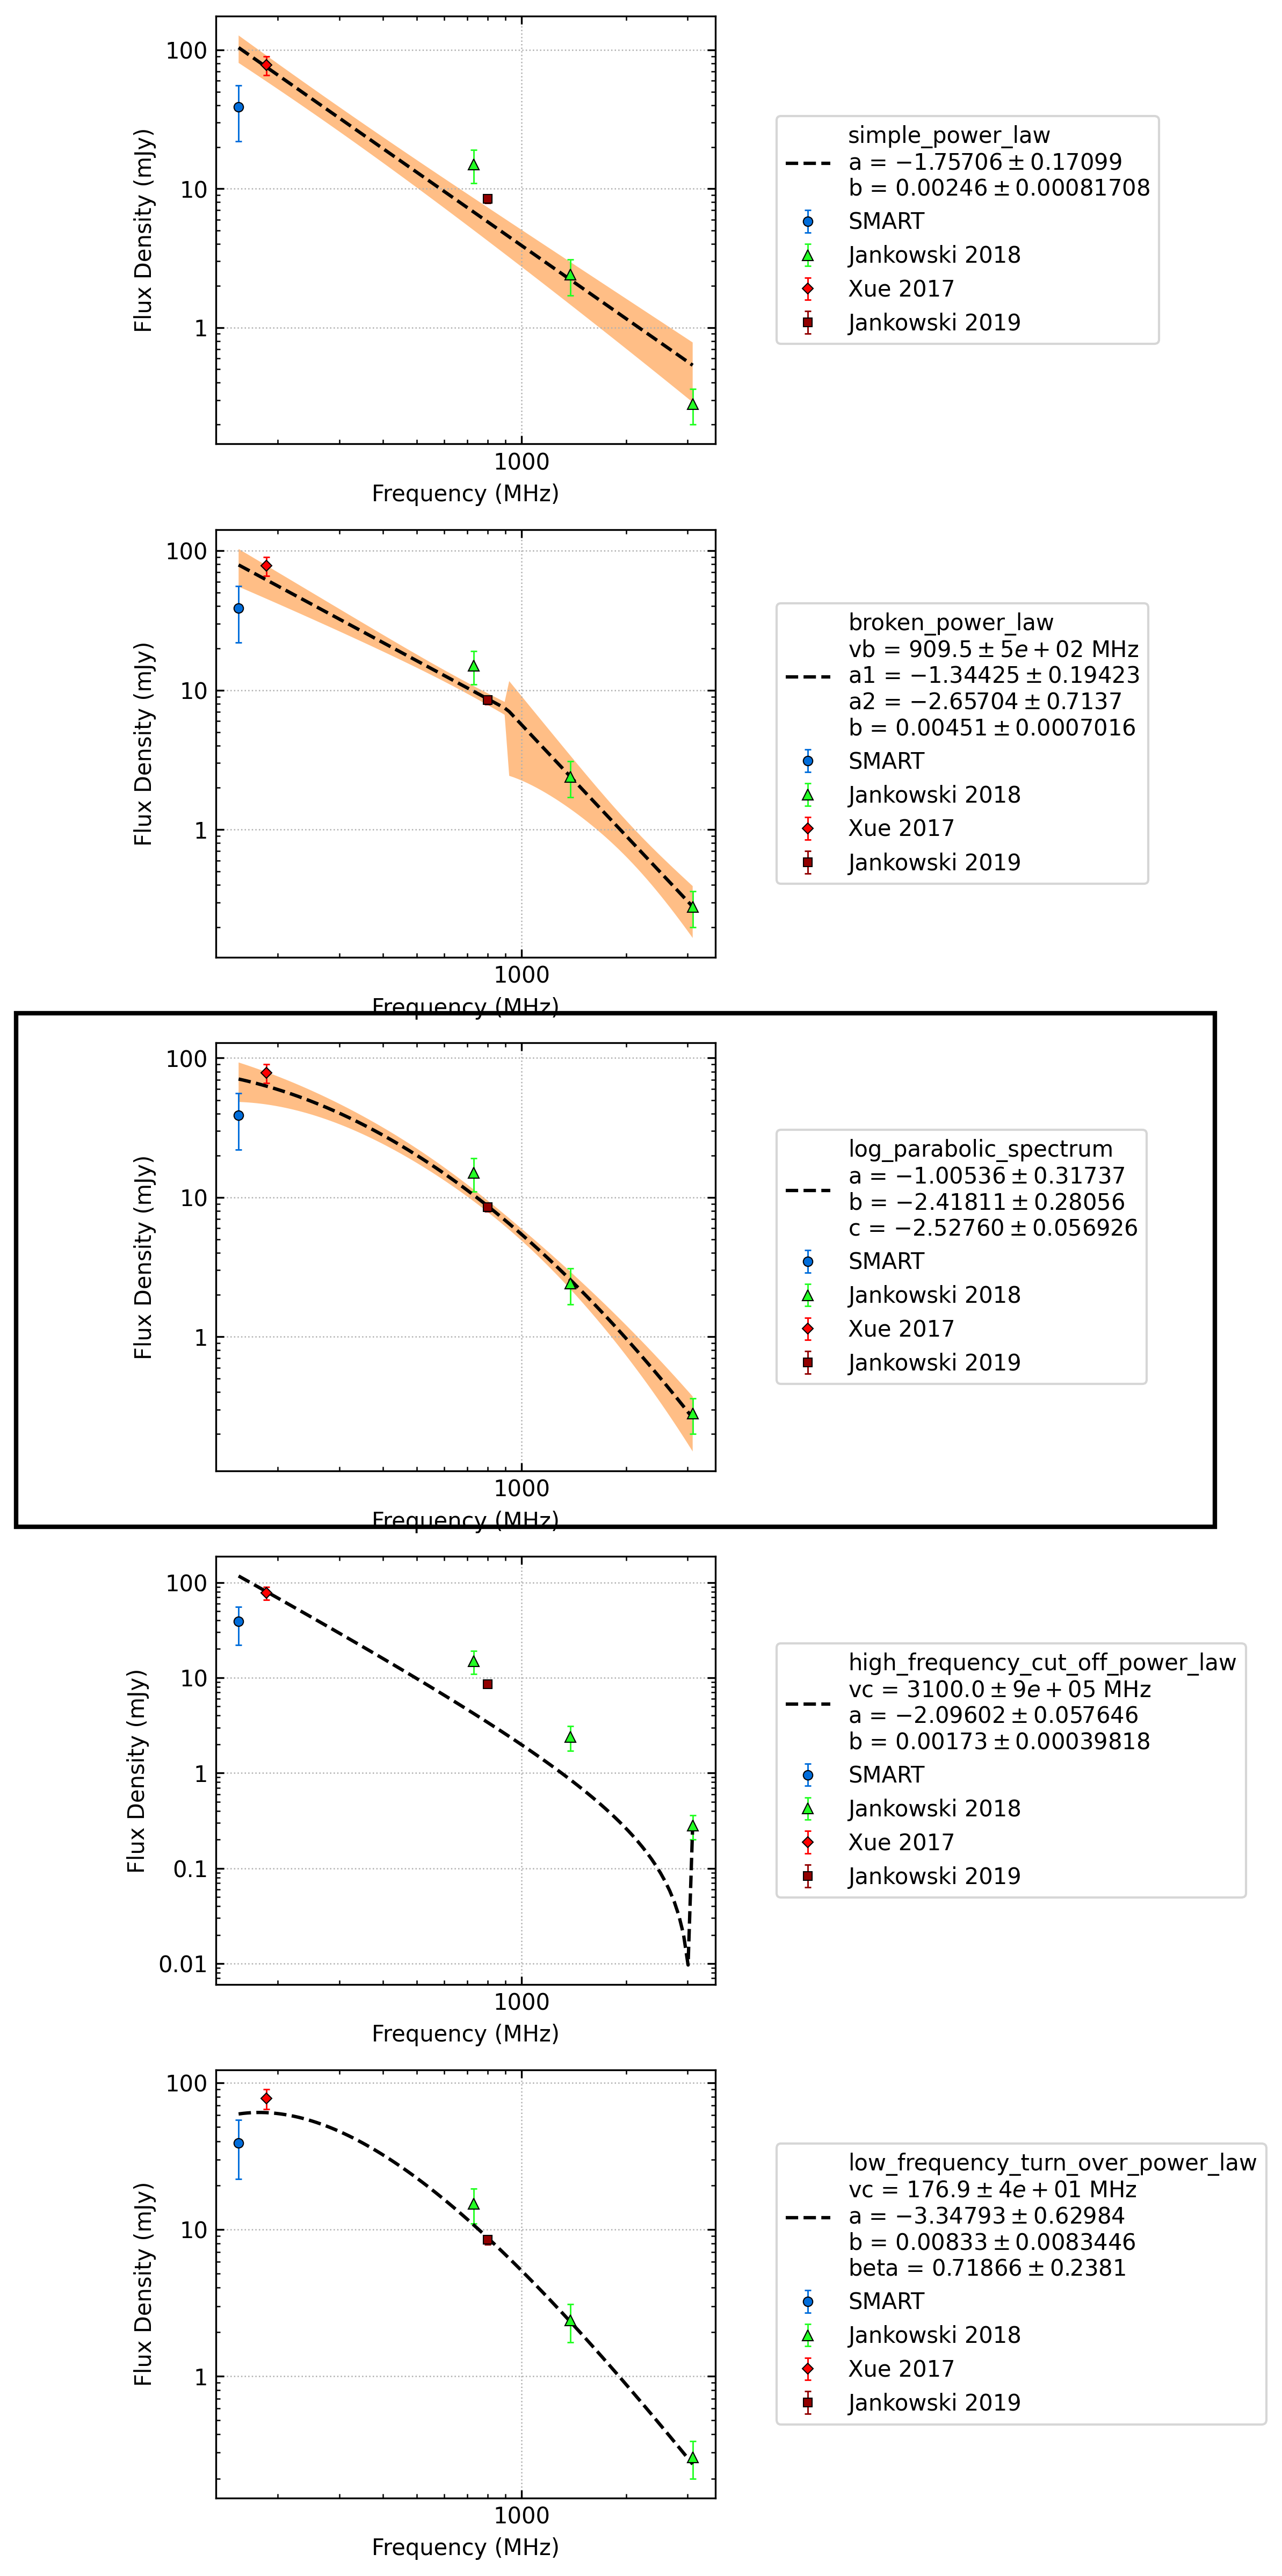 100
10
1
Flux Density (mJy)
1000
Frequency (MHz)
simple_power_law
a = −1.75706 ± 0.17099
b = 0.00246 ± 0.00081708
SMART
Jankowski 2018
Xue 2017
Jankowski 2019
100
10
1
Flux Density (mJy)
1000
Frequency (MHz)
broken_power_law
vb = 909.5 ± 5e + 02 MHz
a1 = −1.34425 ± 0.19423
a2 = −2.65704 ± 0.7137
b = 0.00451 ± 0.0007016
SMART
Jankowski 2018
Xue 2017
Jankowski 2019
100
10
1
Flux Density (mJy)
1000
Frequency (MHz)
log_parabolic_spectrum
a = −1.00536 ± 0.31737
b = −2.41811 ± 0.28056
c = −2.52760 ± 0.056926
SMART
Jankowski 2018
Xue 2017
Jankowski 2019
100
10
1
0.1
0.01
Flux Density (mJy)
1000
Frequency (MHz)
high_frequency_cut_off_power_law
vc = 3100.0 ± 9e + 05 MHz
a = −2.09602 ± 0.057646
b = 0.00173 ± 0.00039818
SMART
Jankowski 2018
Xue 2017
Jankowski 2019
100
10
1
Flux Density (mJy)
1000
Frequency (MHz)
low_frequency_turn_over_power_law
vc = 176.9 ± 4e + 01 MHz
a = −3.34793 ± 0.62984
b = 0.00833 ± 0.0083446
beta = 0.71866 ± 0.2381
SMART
Jankowski 2018
Xue 2017
Jankowski 2019